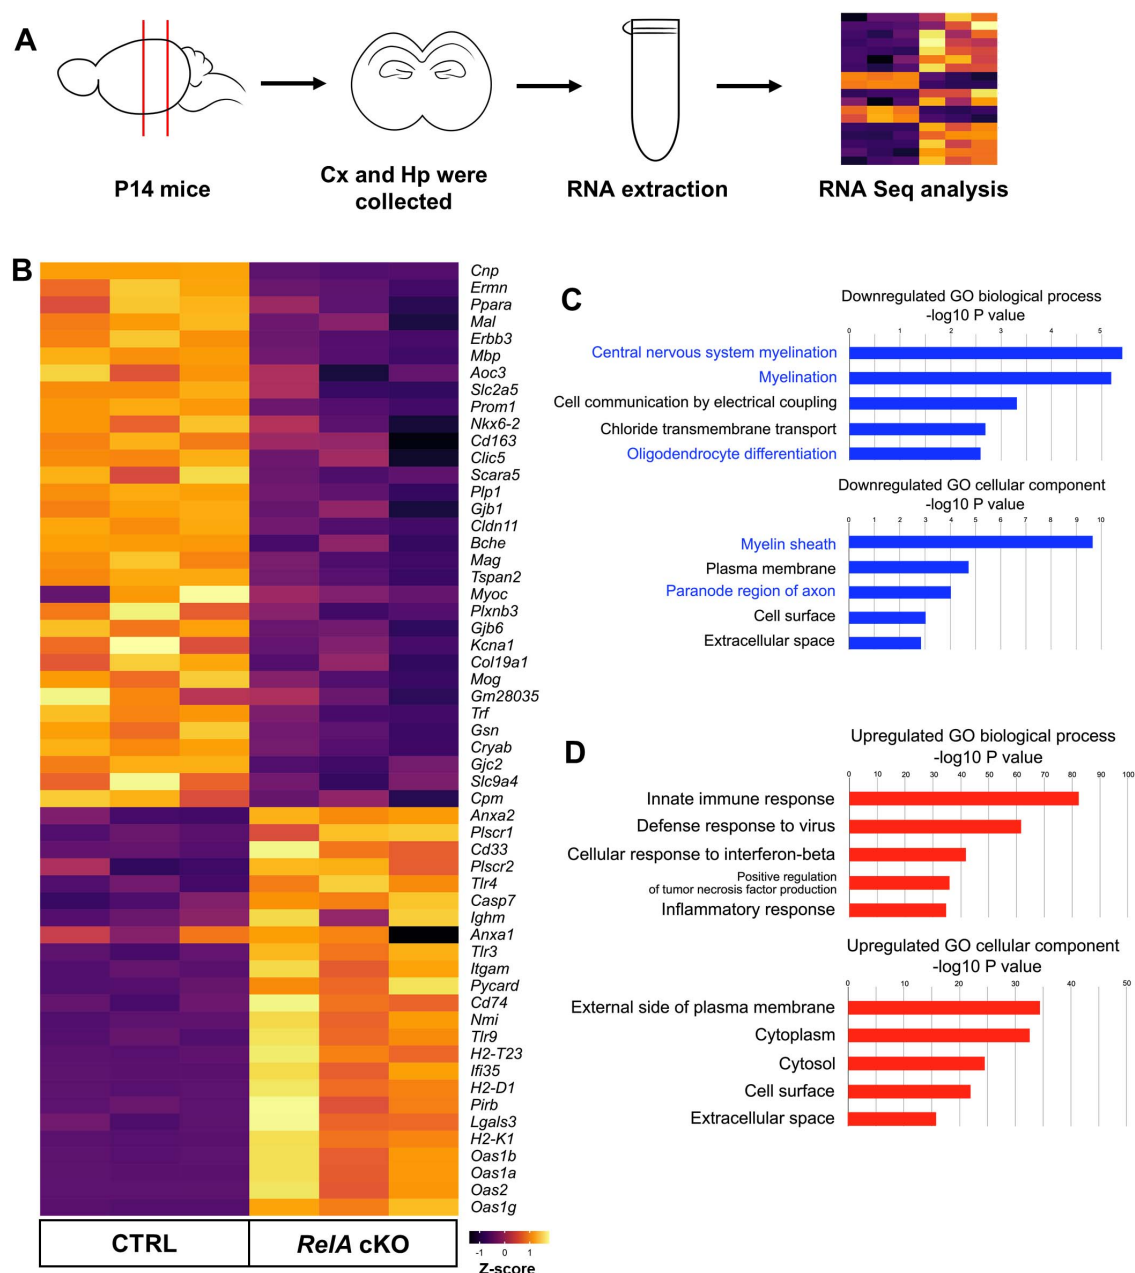 A
P14 mice
Cx and Hp were
collected
RNA extraction
RNA Seq analysis
B
Cnp
Ermn
Ppara
Mal
Erbb3
Mbp
Aoc3
Slc2a5
Prom1
Nkx6-2
Cd163
Clic5
Scara5
Plp1
Gjb1
Cldn11
Bche
Mag
Tspan2
Myoc
Plxnb3
Gjb6
Kcna1
Col19a1
Mog
Gm28035
Trf
Gsn
Cryab
Gjc2
Slc9a4
Cpm
Anxa2
Plscr1
Cd33
Plscr2
Tlr4
Casp7
Ighm
Anxa1
Tlr3
Itgam
Pycard
Cd74
Nmi
Tlr9
H2-T23
Ifi35
H2-D1
Pirb
Lgals3
H2-K1
Oas1b
Oas1a
Oas2
Oas1g
CTRL
RelA cKO
-1 0 1
Z-score
C
Downregulated GO biological process
-log10 P value
0 1 2 3 4 5
Central nervous system myelination
Myelination
Cell communication by electrical coupling
Chloride transmembrane transport
Oligodendrocyte differentiation
Downregulated GO cellular component
-log10 P value
0 1 2 3 4 5 6 7 8 9 10
Myelin sheath
Plasma membrane
Paranode region of axon
Cell surface
Extracellular space
D
Upregulated GO biological process
-log10 P value
0 10 20 30 40 50 60 70 80 90 100
Innate immune response
Defense response to virus
Cellular response to interferon-beta
Positive regulation
of tumor necrosis factor production
Inflammatory response
Upregulated GO cellular component
-log10 P value
0 10 20 30 40 50
External side of plasma membrane
Cytoplasm
Cytosol
Cell surface
Extracellular space